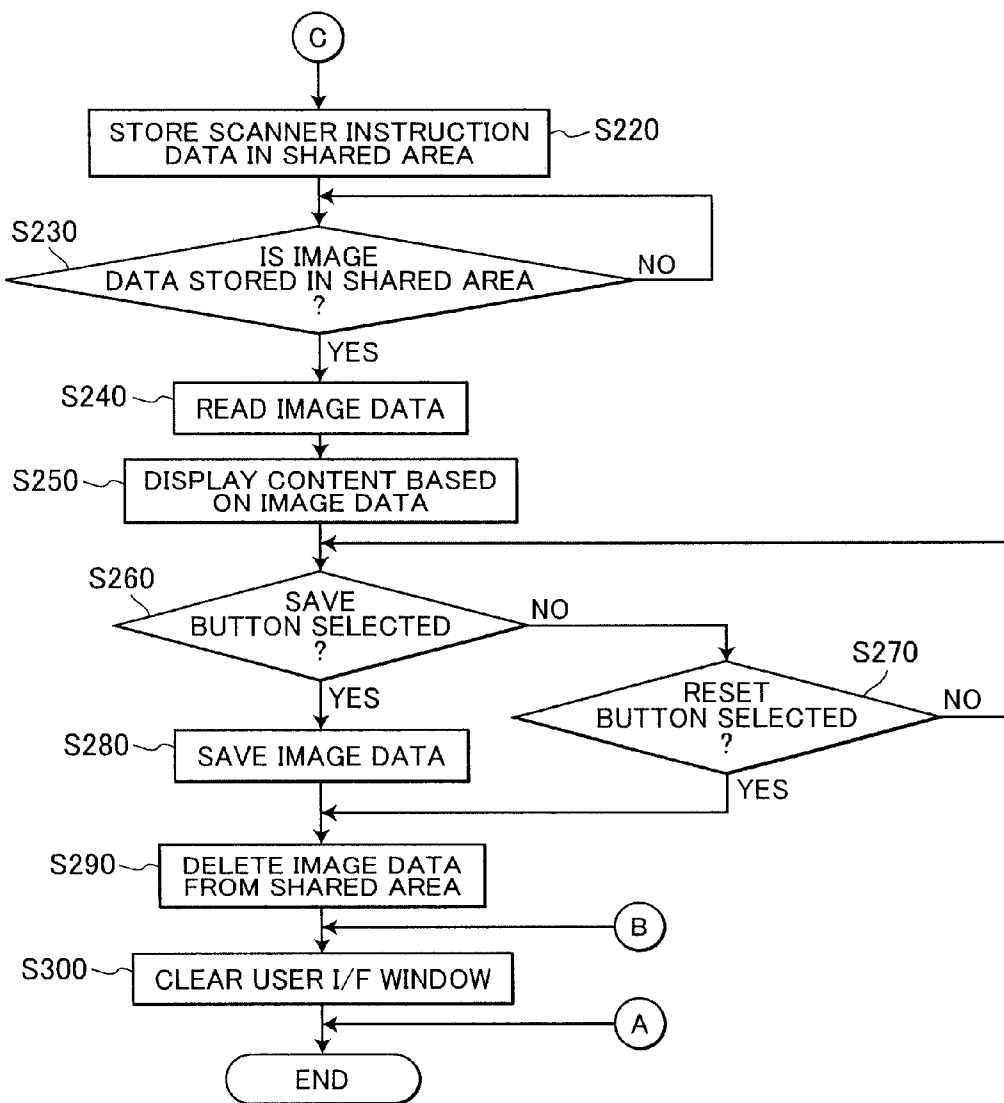 C
STORE SCANNER INSTRUCTION
DATA IN SHARED AREA
S220
S230
IS IMAGE
DATA STORED IN SHARED AREA
?
NO
YES
S240
READ IMAGE DATA
S250
DISPLAY CONTENT BASED
ON IMAGE DATA
S260
SAVE
BUTTON SELECTED
?
NO
YES
S270
RESET
BUTTON SELECTED
?
NO
YES
S280
SAVE IMAGE DATA
S290
DELETE IMAGE DATA
FROM SHARED AREA
B
S300
CLEAR USER I/F WINDOW
A
END